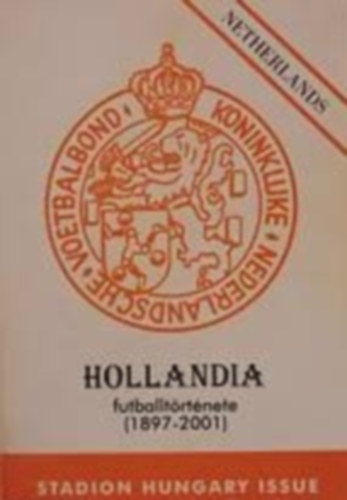 NETHERLANDS
KONINKLIJKE • NEDERLANDSCHE • VOETBALBOND •
HOLLANDIA
futballtörténete
(1897-2001)
STADION HUNGARY ISSUE